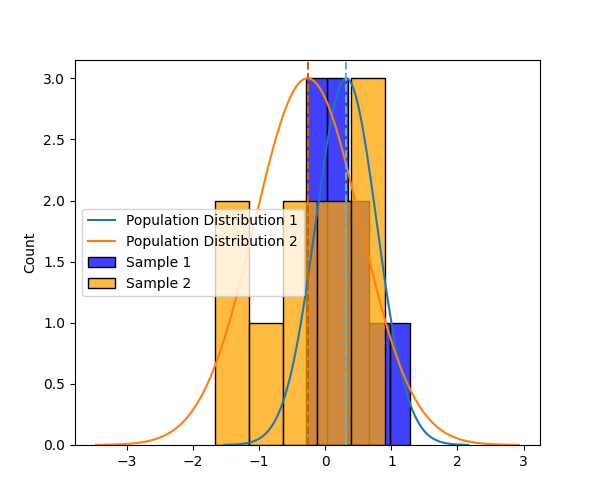 3.0
2.5
2.0
1.5
1.0
0.5
0.0
Count
Population Distribution 1
Population Distribution 2
Sample 1
Sample 2
−3 −2 −1 0 1 2 3